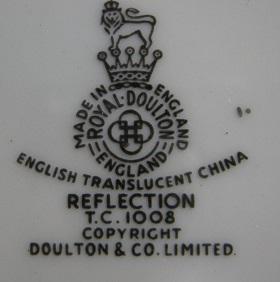 MADE IN ENGLAND
ROYAL · DOULTON
ENGLAND
ENGLISH TRANSLUCENT CHINA
REFLECTION
T.C. 1008
COPYRIGHT
DOULTON & CO. LIMITED.